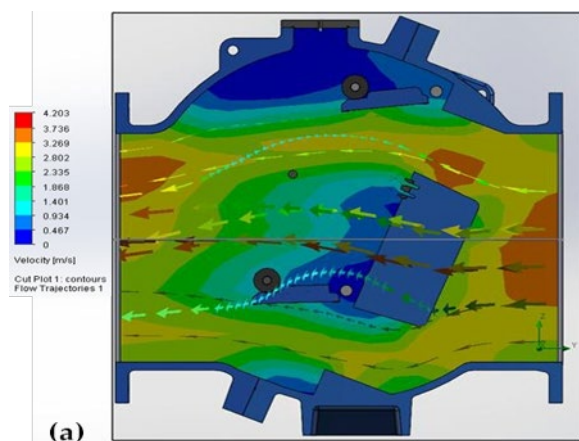 4.203
3.736
3.269
2.802
2.335
1.868
1.401
0.934
0.467
0
Velocity [m/s]
Cut Plot 1: contours
Flow Trajectories 1
Z
Y
(a)